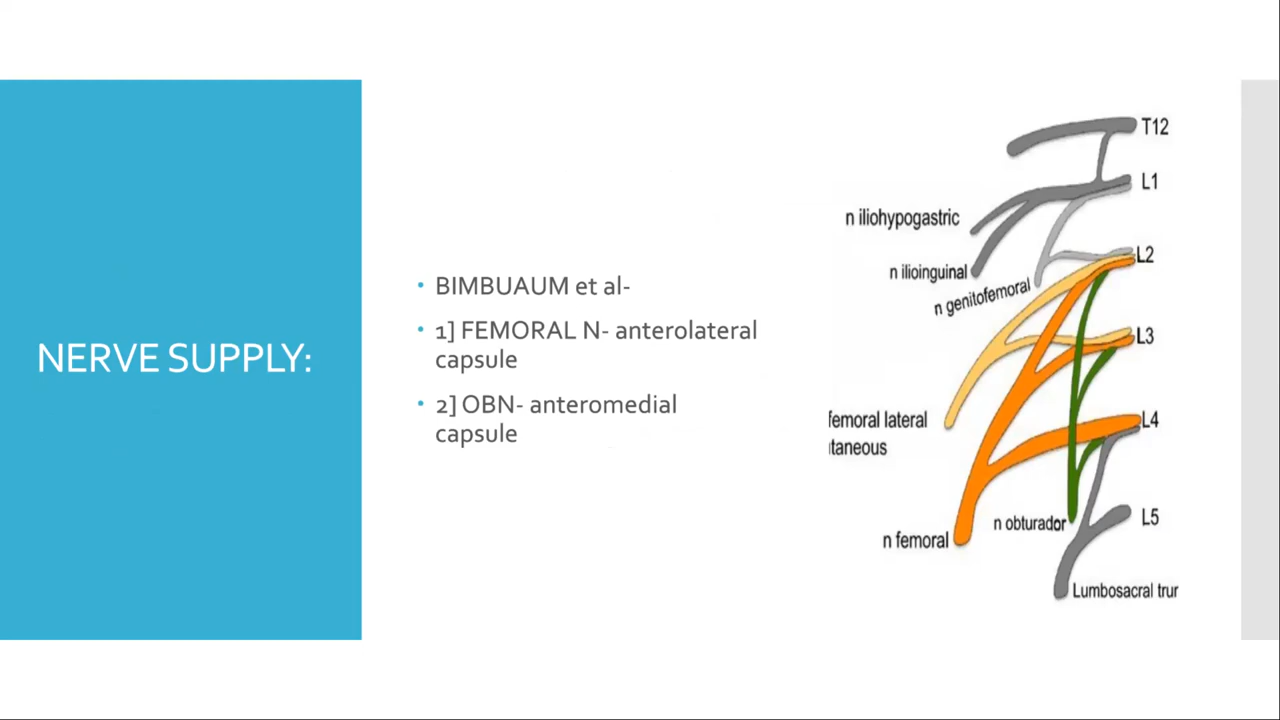 NERVE SUPPLY:
• BIMBUAUM et al-
• 1] FEMORAL N- anterolateral
capsule
• 2] OBN- anteromedial
capsule
T12
L1
n iliohypogastric
L2
n ilioinguinal
n genitofemoral
L3
femoral lateral
taneous
L4
n obturador
L5
n femoral
Lumbosacral trur